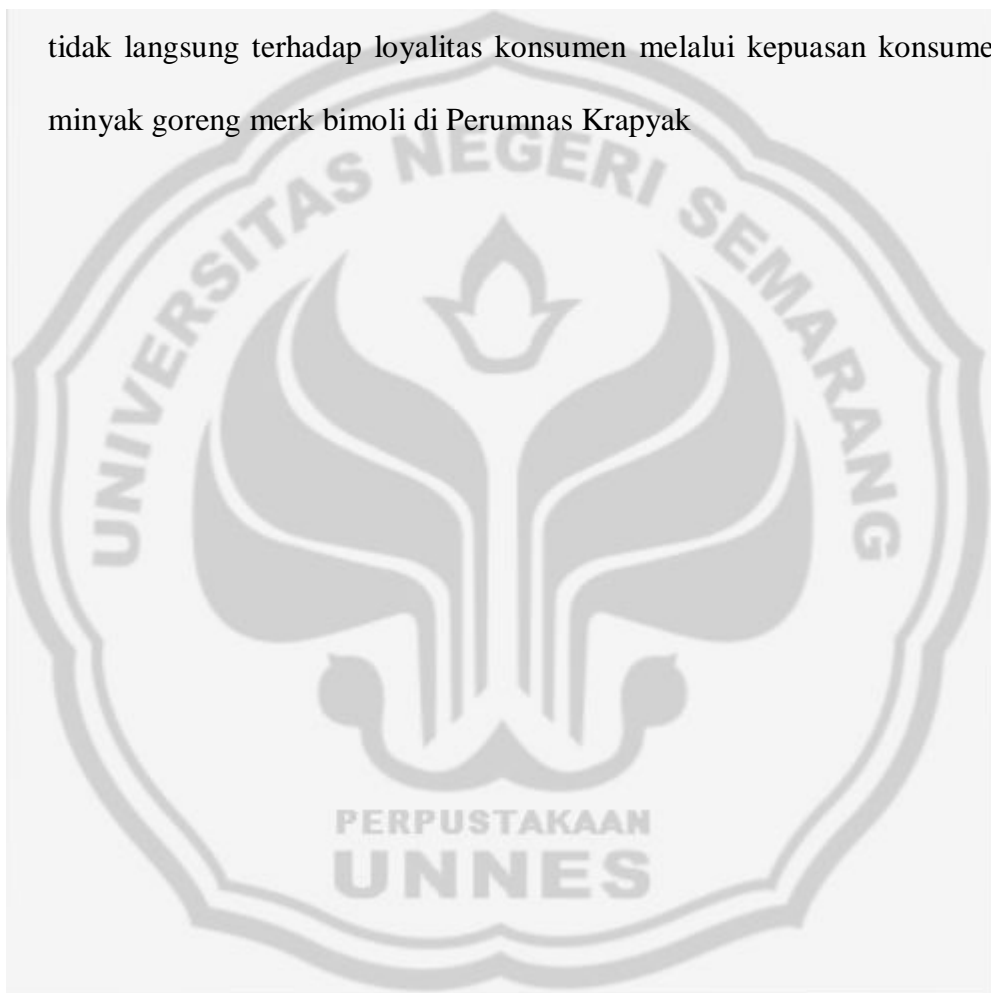 tidak langsung terhadap loyalitas konsumen melalui kepuasan konsume
minyak goreng merk bimoli di Perumnas Krapyak
UNIVERSITAS NEGERI SEMARANG
PERPUSTAKAAN
UNNES